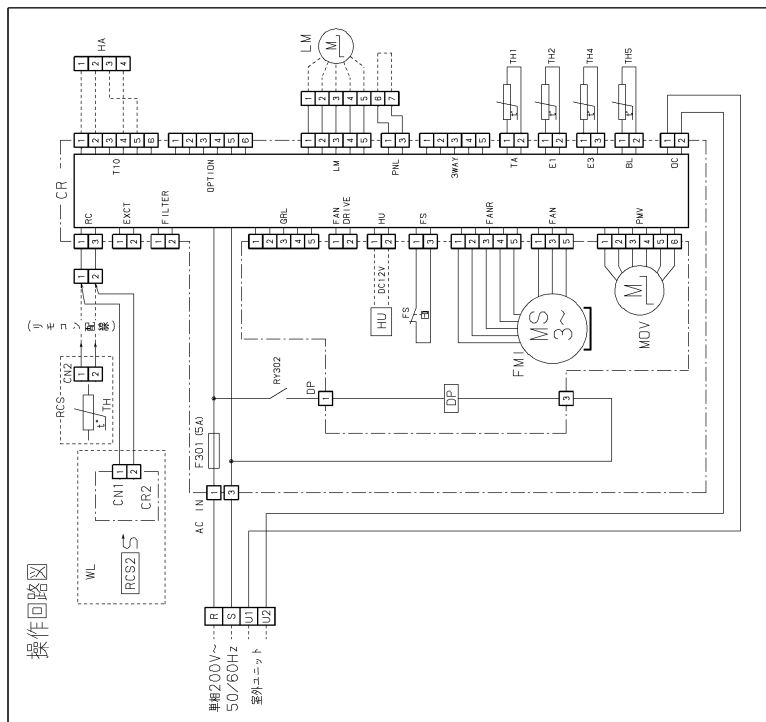 操作回路図
単相200V～
50/60Hz
室外ユニット
R
S
U1
U2
WL
RCS2
CN1
1
2
CR2
RCS
TH
t°
CN2
1
2
(リモコン配線)
1
2
AC IN
1
3
F301(5A)
RY302
DP
1
DP
3
CR
RC
1
3
EXCT
1
2
FILTER
1
2
GRL
1
2
3
4
5
FAN DRIVE
1
2
HU
1
2
DC12V
HU
FS
1
3
FS
FANR
1
2
3
4
5
FAN
1
3
5
FMI
MS
3～
PMV
1
2
3
4
5
6
M
MOV
T10
1
2
3
4
5
6
HA
1
2
3
4
OPTION
1
2
3
4
5
6
LM
1
2
3
4
5
PNL
1
3
LM
M
1
2
3
4
5
6
7
3WAY
1
2
3
4
5
TA
1
2
TH1
E1
1
2
TH2
E3
1
2
TH4
BL
1
2
TH5
OC
1
2